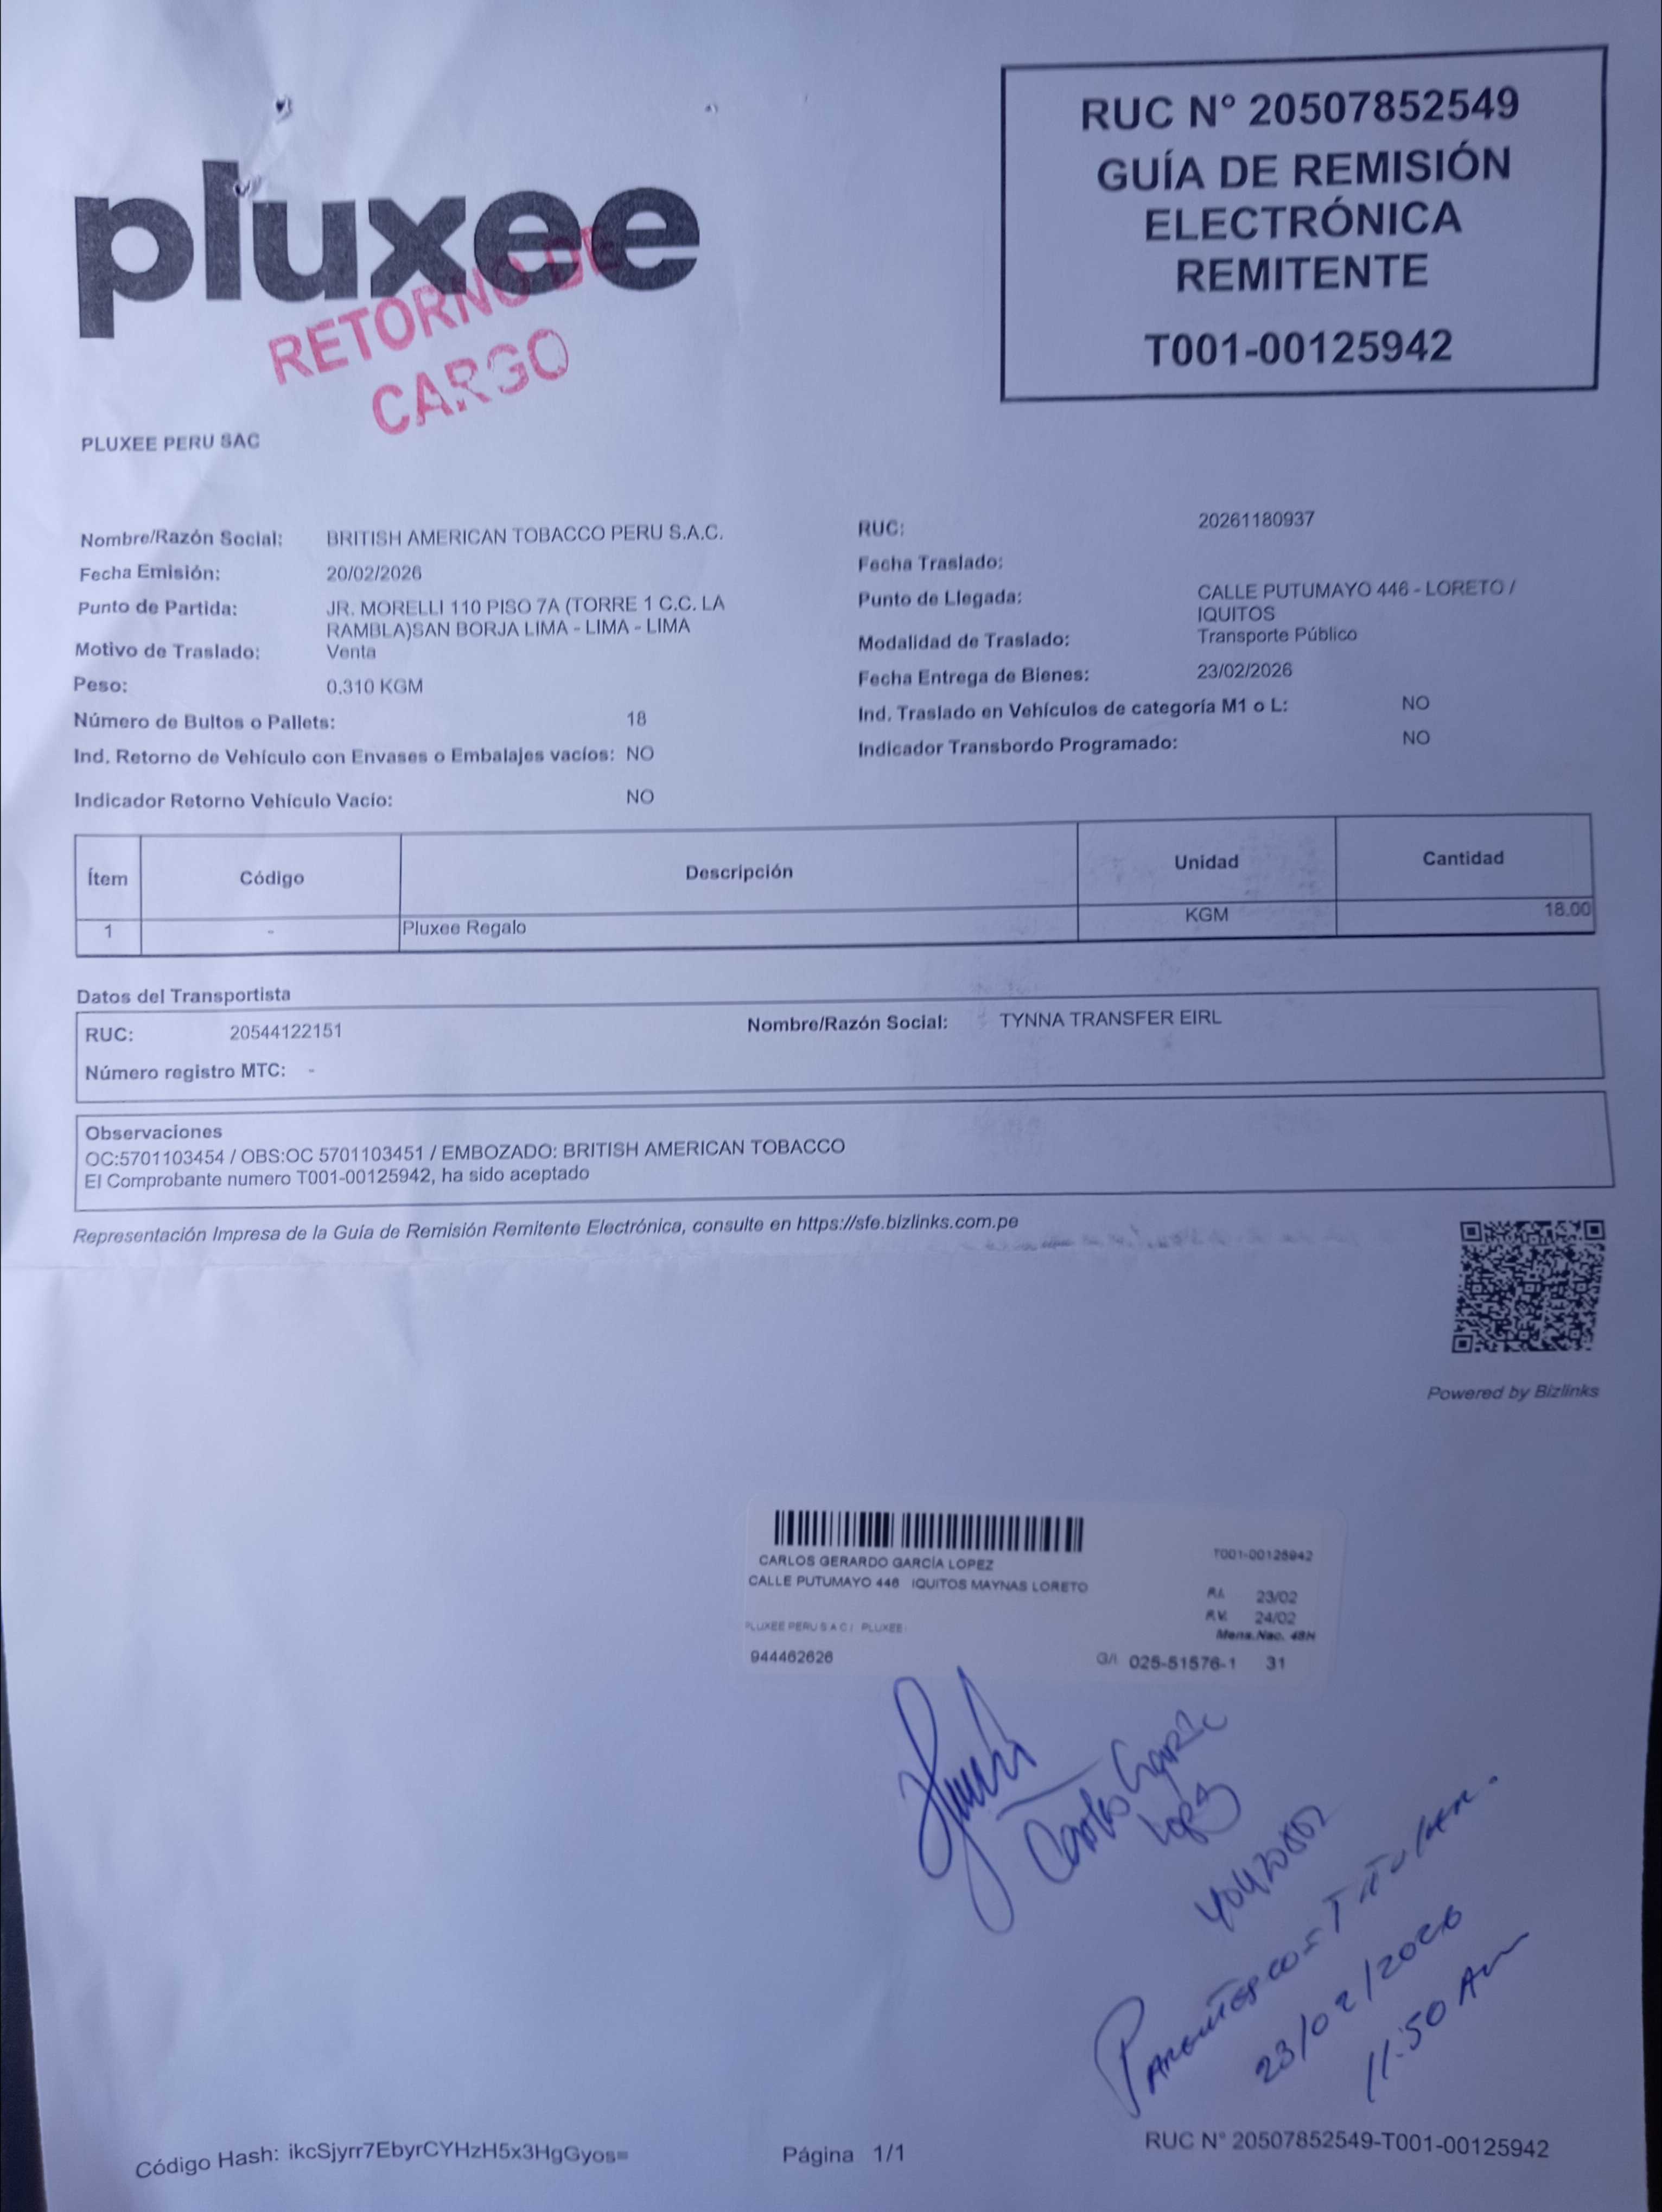 pluxee
RETORNO DE
CARGO
RUC N° 20507852549
GUÍA DE REMISIÓN
ELECTRÓNICA
REMITENTE
T001-00125942
PLUXEE PERU SAC
Nombre/Razón Social: BRITISH AMERICAN TOBACCO PERU S.A.C.
Fecha Emisión: 20/02/2026
Punto de Partida: JR. MORELLI 110 PISO 7A (TORRE 1 C.C. LA
RAMBLA)SAN BORJA LIMA - LIMA - LIMA
Motivo de Traslado: Venta
Peso: 0.310 KGM
Número de Bultos o Pallets: 18
Ind. Retorno de Vehículo con Envases o Embalajes vacíos: NO
Indicador Retorno Vehículo Vacío: NO
RUC: 20261180937
Fecha Traslado:
Punto de Llegada: CALLE PUTUMAYO 446 - LORETO /
IQUITOS
Modalidad de Traslado: Transporte Público
Fecha Entrega de Bienes: 23/02/2026
Ind. Traslado en Vehículos de categoría M1 o L: NO
Indicador Transbordo Programado: NO
Ítem Código Descripción Unidad Cantidad
1 - Pluxee Regalo KGM 18.00
Datos del Transportista
RUC: 20544122151 Nombre/Razón Social: TYNNA TRANSFER EIRL
Número registro MTC: -
Observaciones
OC:5701103454 / OBS:OC 5701103451 / EMBOZADO: BRITISH AMERICAN TOBACCO
El Comprobante numero T001-00125942, ha sido aceptado
Representación Impresa de la Guía de Remisión Remitente Electrónica, consulte en https://sfe.bizlinks.com.pe
Powered by Bizlinks
CARLOS GERARDO GARCÍA LOPEZ T001-00125942
CALLE PUTUMAYO 446 IQUITOS MAYNAS LORETO
R.I. 23/02
R.V. 24/02
PLUXEE PERU S A C / PLUXEE Mens.Nac. 48H
944462626 G/I 025-51576-1 31
Carlos García
López
Parentesco = Titular.
23/02/2026
11:50 Am
Código Hash: ikcSjyrr7EbyrCYHzH5x3HgGyos=
Página 1/1
RUC N° 20507852549-T001-00125942